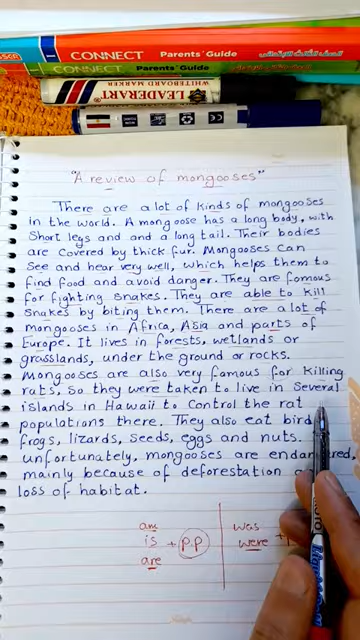 CONNECT Parents' Guide
CONNECT Parents' Guide
WHITEBOARD MARKER
LEADERART
"A review of mongooses"
There are a lot of kinds of mongooses
in the world. A mongoose has a long body, with
short legs and and a long tail. Their bodies
are covered by thick fur. Mongooses can
see and hear very well, which helps them to
find food and avoid danger. They are famous
for fighting snakes. They are able to kill
snakes by biting them. There are a lot of
mongooses in Africa, Asia and parts of
Europe. It lives in forests, wetlands or
grasslands, under the ground or rocks.
Mongooses are also very famous for killing
rats, so they were taken to live in several
islands in Hawaii to control the rat
populations there. They also eat bird
frogs, lizards, seeds, eggs and nuts.
unfortunately, mongooses are endangered,
mainly because of deforestation
loss of habitat.
am
is + p.p
are
was
were +